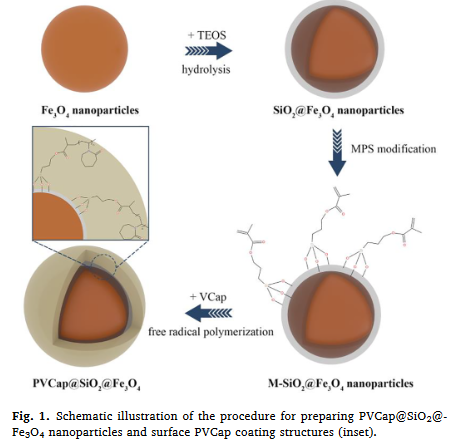 + TEOS
hydrolysis
Fe₃O₄ nanoparticles
SiO₂@Fe₃O₄ nanoparticles
MPS modification
+ VCap
free radical polymerization
PVCap@SiO₂@Fe₃O₄
M-SiO₂@Fe₃O₄ nanoparticles
Fig. 1. Schematic illustration of the procedure for preparing PVCap@SiO₂@-
Fe₃O₄ nanoparticles and surface PVCap coating structures (inset).